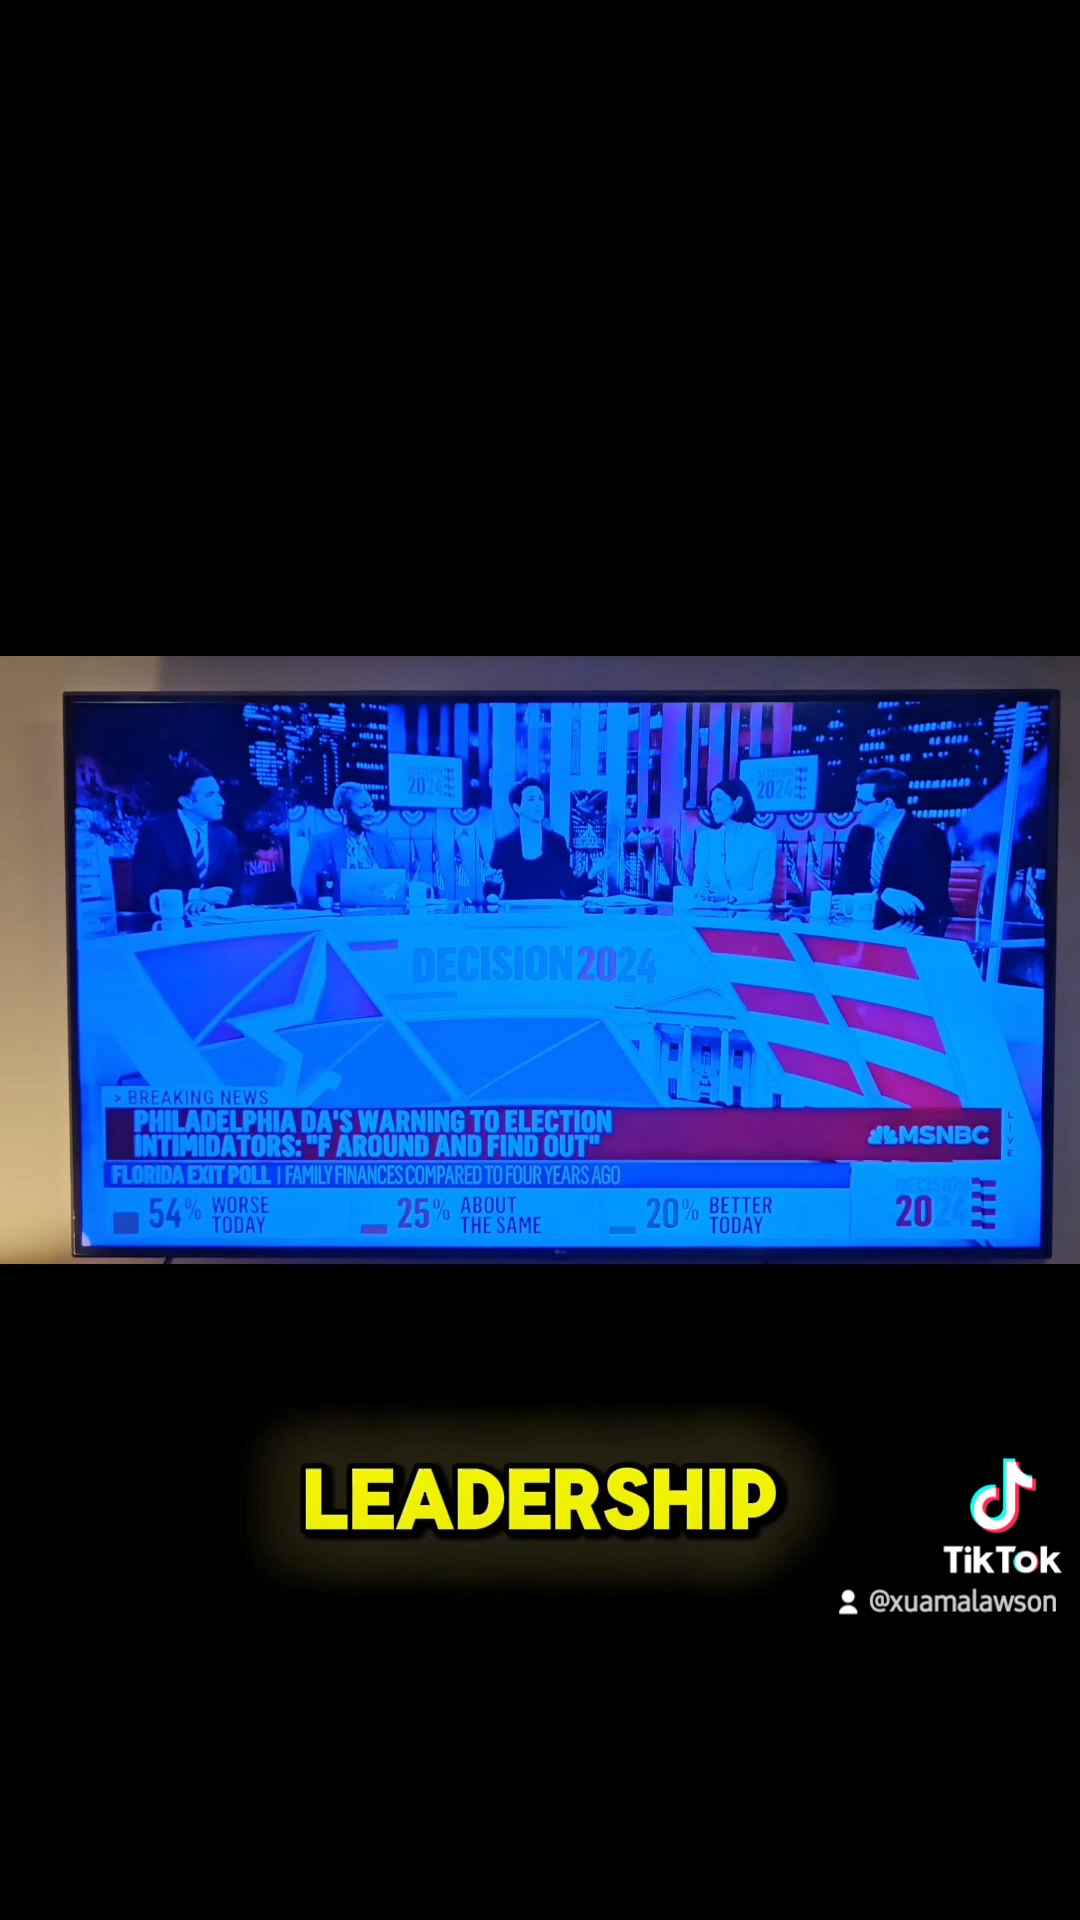 DECISION
2024
DECISION
2024
DECISION2024
> BREAKING NEWS
PHILADELPHIA DA'S WARNING TO ELECTION
INTIMIDATORS: "F AROUND AND FIND OUT"
MSNBC
LIVE
FLORIDA EXIT POLL | FAMILY FINANCES COMPARED TO FOUR YEARS AGO
54% WORSE
TODAY
25% ABOUT
THE SAME
20% BETTER
TODAY
DECISION
2024
LEADERSHIP
TikTok
@xuamalawson